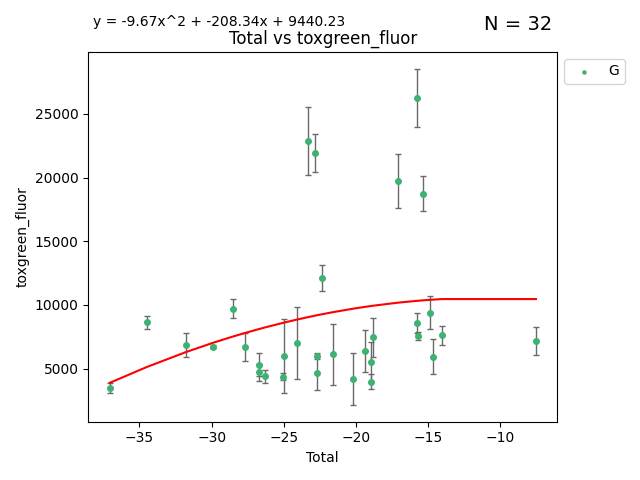 y = -9.67x^2 + -208.34x + 9440.23
N = 32
Total vs toxgreen_fluor
G
toxgreen_fluor
25000
20000
15000
10000
5000
−35
−30
−25
−20
−15
−10
Total